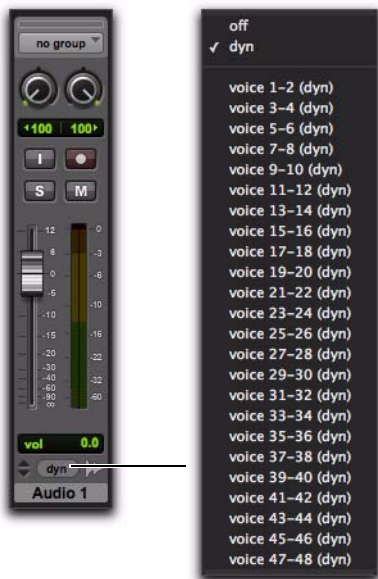 no group
100 100
I
S M
12
6
0
5
10
15
20
30
40
60
90
∞
0
-3
-6
-10
-16
-22
-32
-60
vol 0.0
dyn
Audio 1
off
✓ dyn
voice 1-2 (dyn)
voice 3-4 (dyn)
voice 5-6 (dyn)
voice 7-8 (dyn)
voice 9-10 (dyn)
voice 11-12 (dyn)
voice 13-14 (dyn)
voice 15-16 (dyn)
voice 17-18 (dyn)
voice 19-20 (dyn)
voice 21-22 (dyn)
voice 23-24 (dyn)
voice 25-26 (dyn)
voice 27-28 (dyn)
voice 29-30 (dyn)
voice 31-32 (dyn)
voice 33-34 (dyn)
voice 35-36 (dyn)
voice 37-38 (dyn)
voice 39-40 (dyn)
voice 41-42 (dyn)
voice 43-44 (dyn)
voice 45-46 (dyn)
voice 47-48 (dyn)